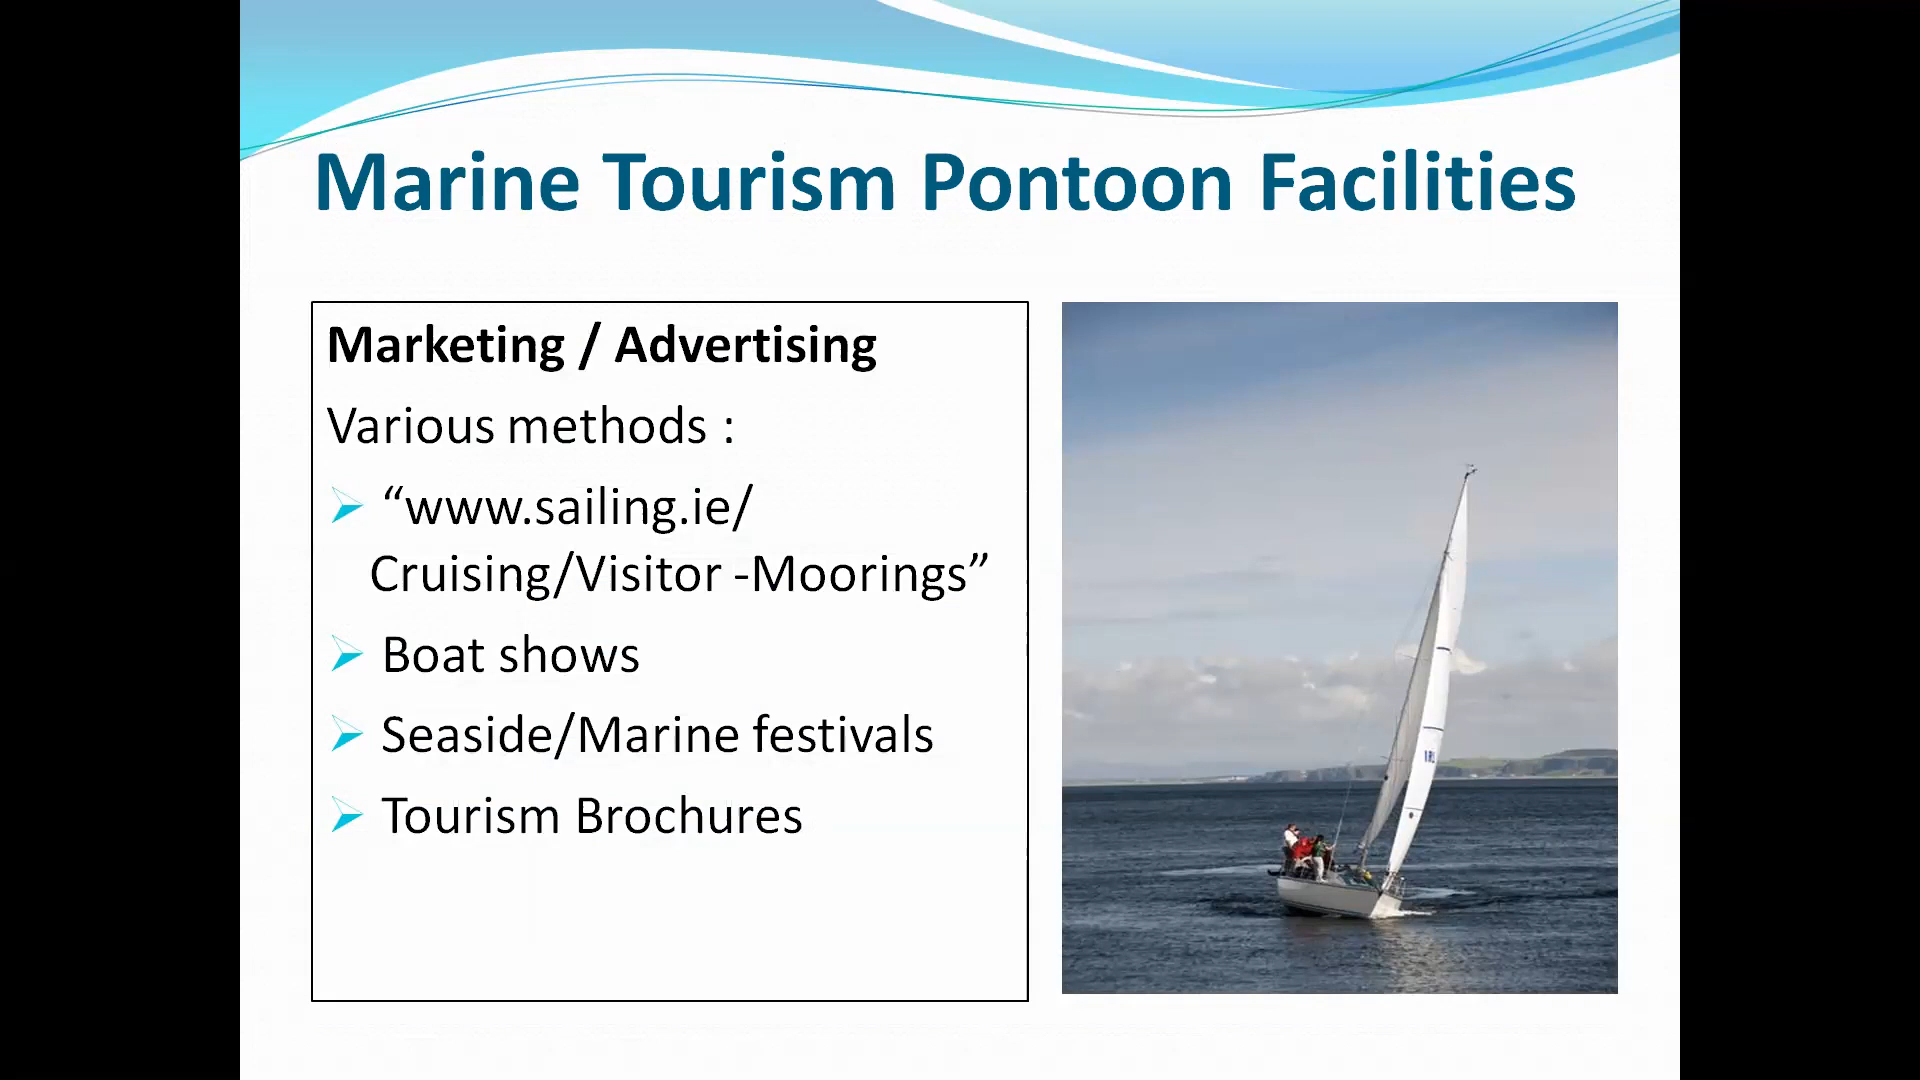 Marine Tourism Pontoon Facilities
Marketing / Advertising
Various methods :
“www.sailing.ie/
Cruising/Visitor -Moorings”
Boat shows
Seaside/Marine festivals
Tourism Brochures